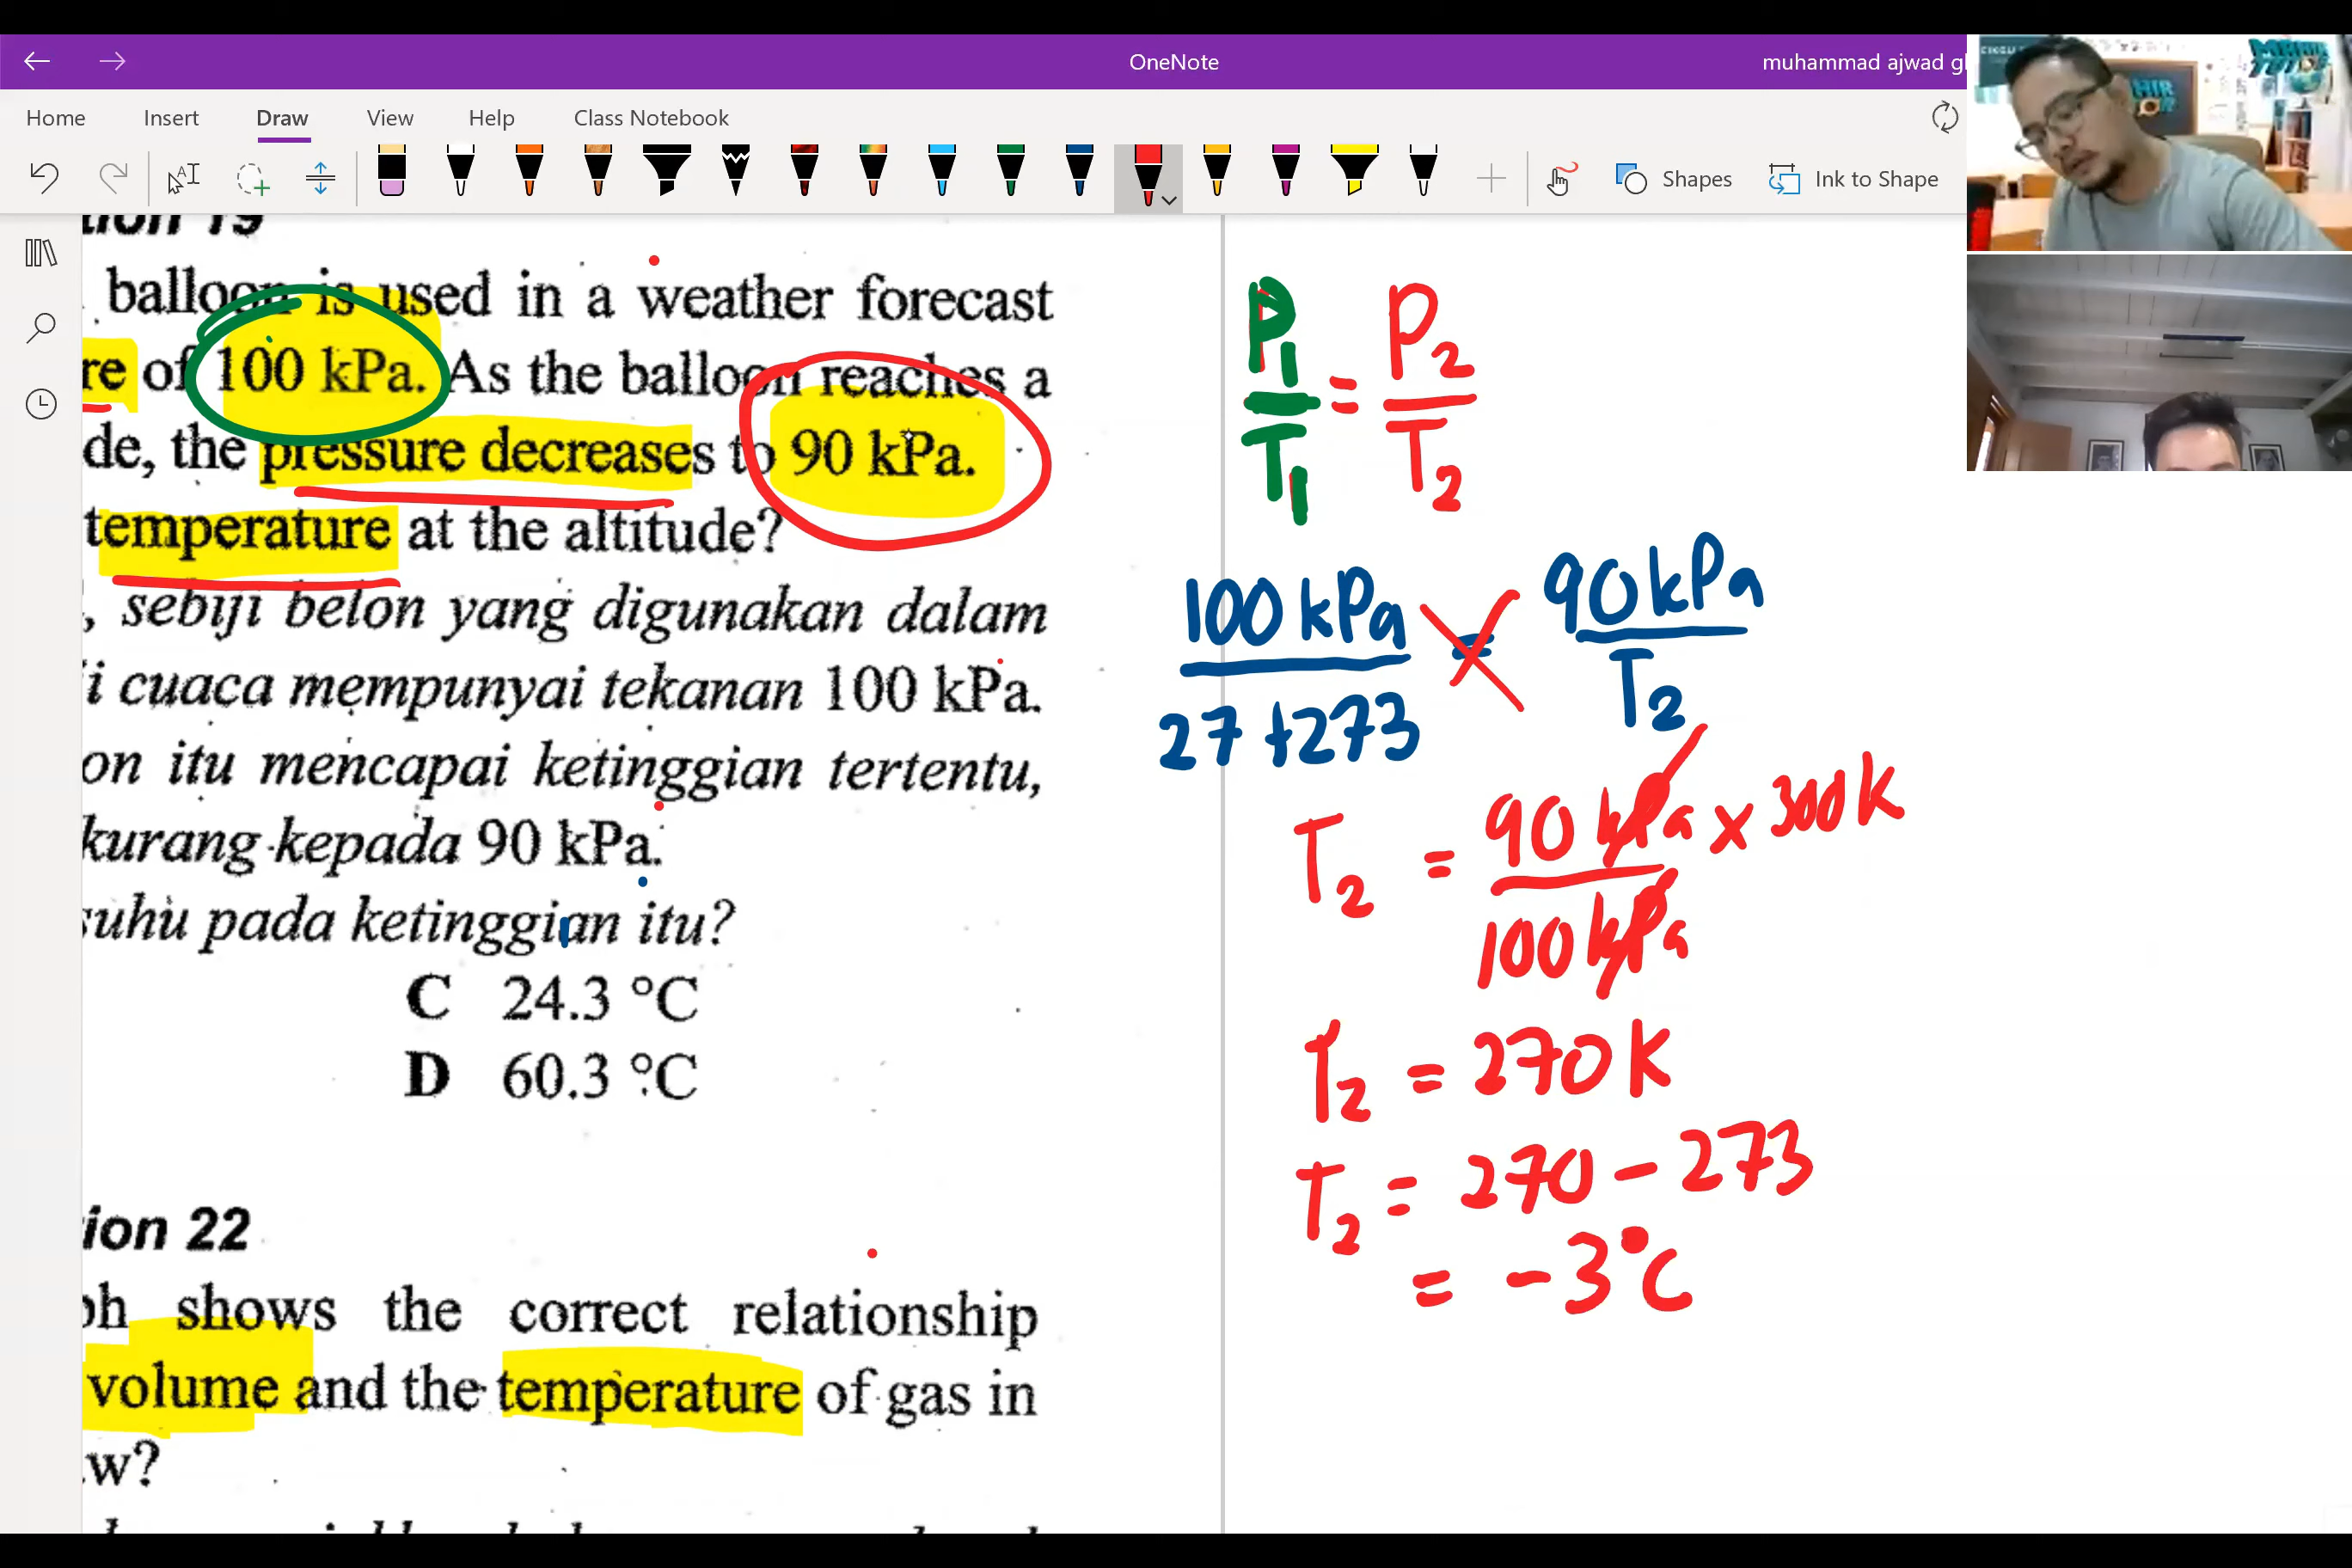 OneNote
muhammad ajwad g
Home Insert Draw View Help Class Notebook
Shapes Ink to Shape
tion 19
balloon is used in a weather forecast
re of 100 kPa. As the balloon reaches a
de, the pressure decreases to 90 kPa.
temperature at the altitude?
, sebiji belon yang digunakan dalam
i cuaca mempunyai tekanan 100 kPa.
on itu mencapai ketinggian tertentu,
kurang kepada 90 kPa.
suhu pada ketinggian itu?
C 24.3 °C
D 60.3 °C
ion 22
ph shows the correct relationship
volume and the temperature of gas in
w?
P1 = P2
T1 T2
100 kPa = 90 kPa
27 + 273 T2
T2 = 90 kPa × 300 K
100 kPa
T2 = 270 K
T2 = 270 - 273
= -3°C